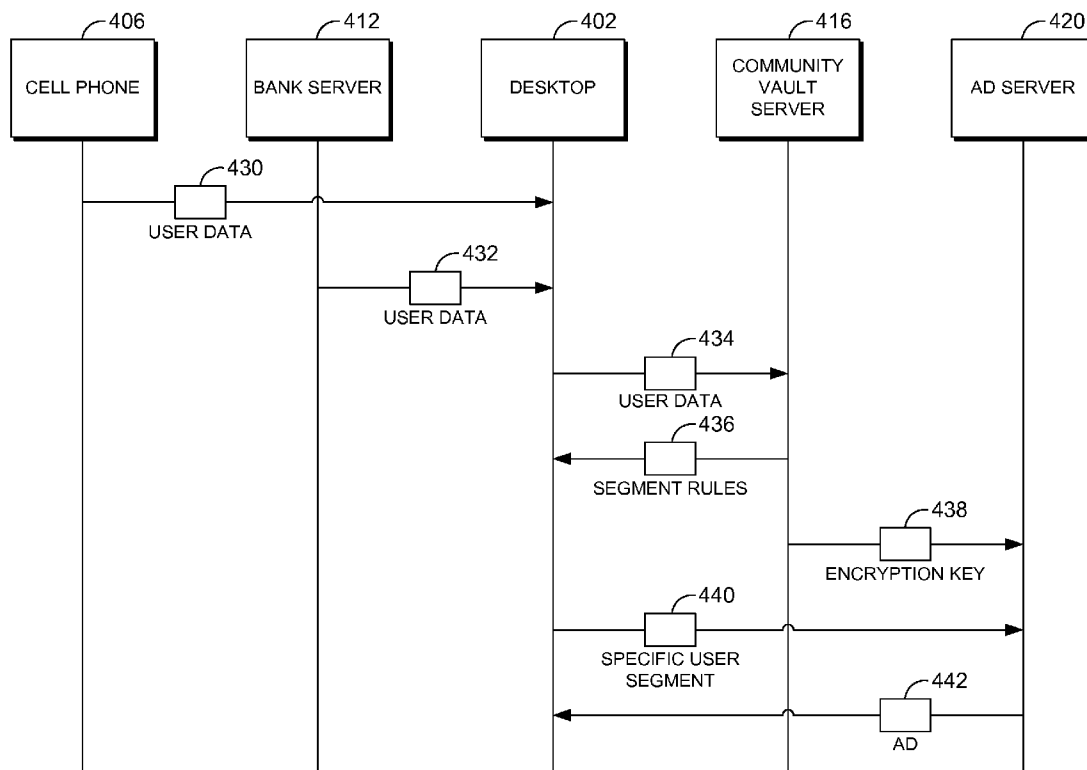 406
412
402
416
420
CELL PHONE
BANK SERVER
DESKTOP
COMMUNITY
VAULT
SERVER
AD SERVER
430
USER DATA
432
USER DATA
434
USER DATA
436
SEGMENT RULES
438
ENCRYPTION KEY
440
SPECIFIC USER
SEGMENT
442
AD